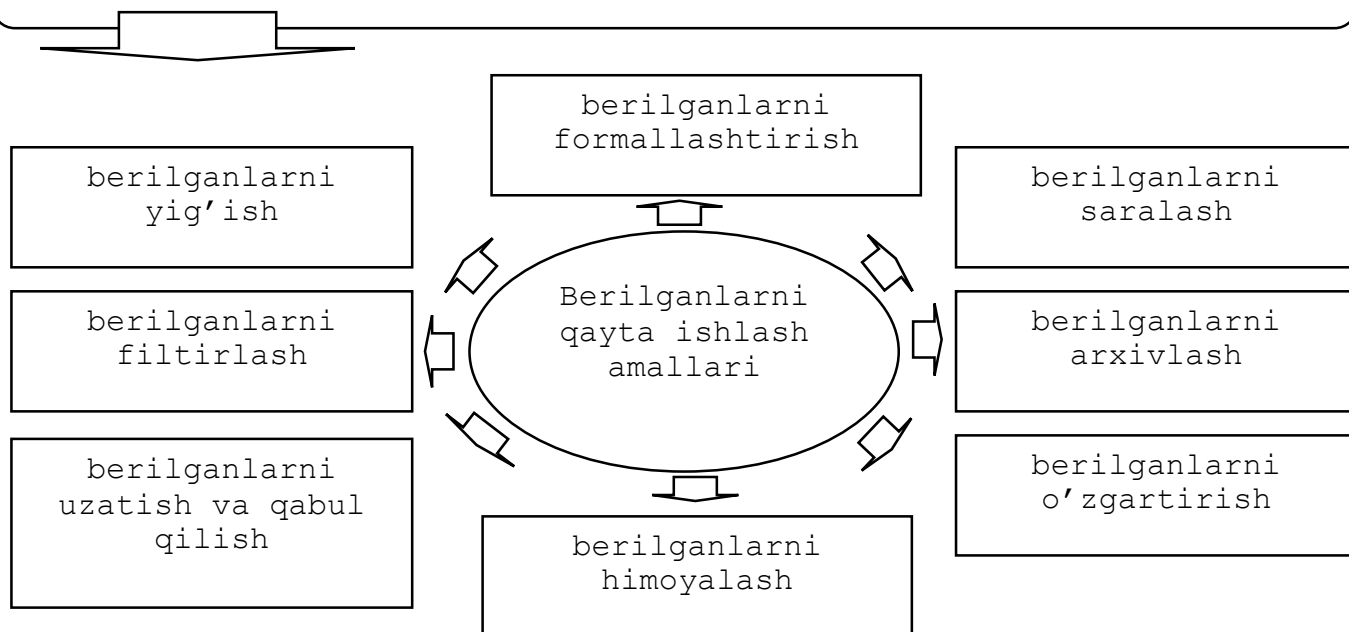 berilganlarni
formallashtirish
berilganlarni
yig’ish
berilganlarni
saralash
berilganlarni
filtirlash
Berilganlarni
qayta ishlash
amallari
berilganlarni
arxivlash
berilganlarni
uzatish va qabul
qilish
berilganlarni
o’zgartirish
berilganlarni
himoyalash